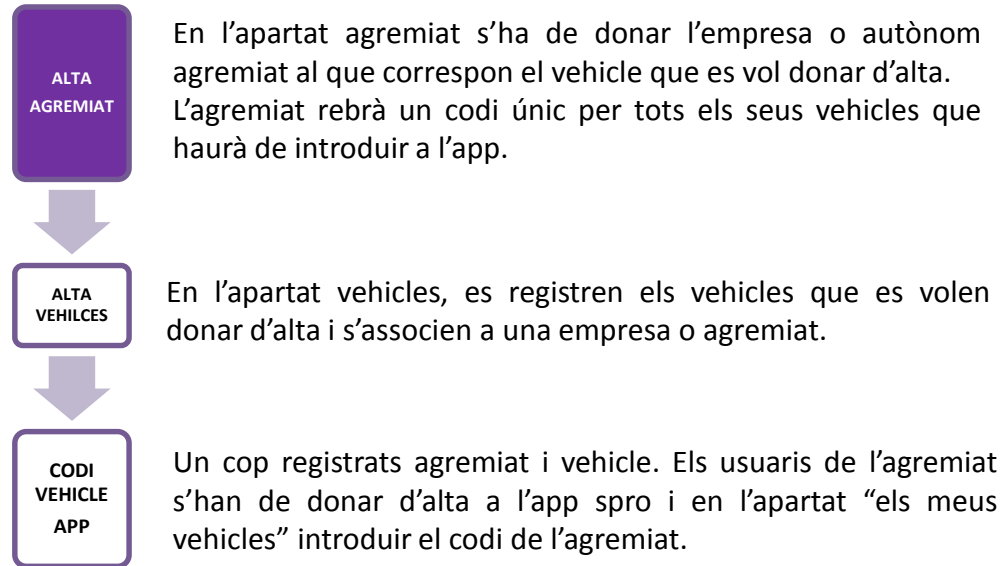 ALTA
AGREMIAT
En l’apartat agremiat s’ha de donar l’empresa o autònom
agremiat al que correspon el vehicle que es vol donar d’alta.
L’agremiat rebrà un codi únic per tots els seus vehicles que
haurà de introduir a l’app.
ALTA
VEHILCES
En l’apartat vehicles, es registren els vehicles que es volen
donar d’alta i s’associen a una empresa o agremiat.
CODI
VEHICLE
APP
Un cop registrats agremiat i vehicle. Els usuaris de l’agremiat
s’han de donar d’alta a l’app spro i en l’apartat “els meus
vehicles” introduir el codi de l’agremiat.